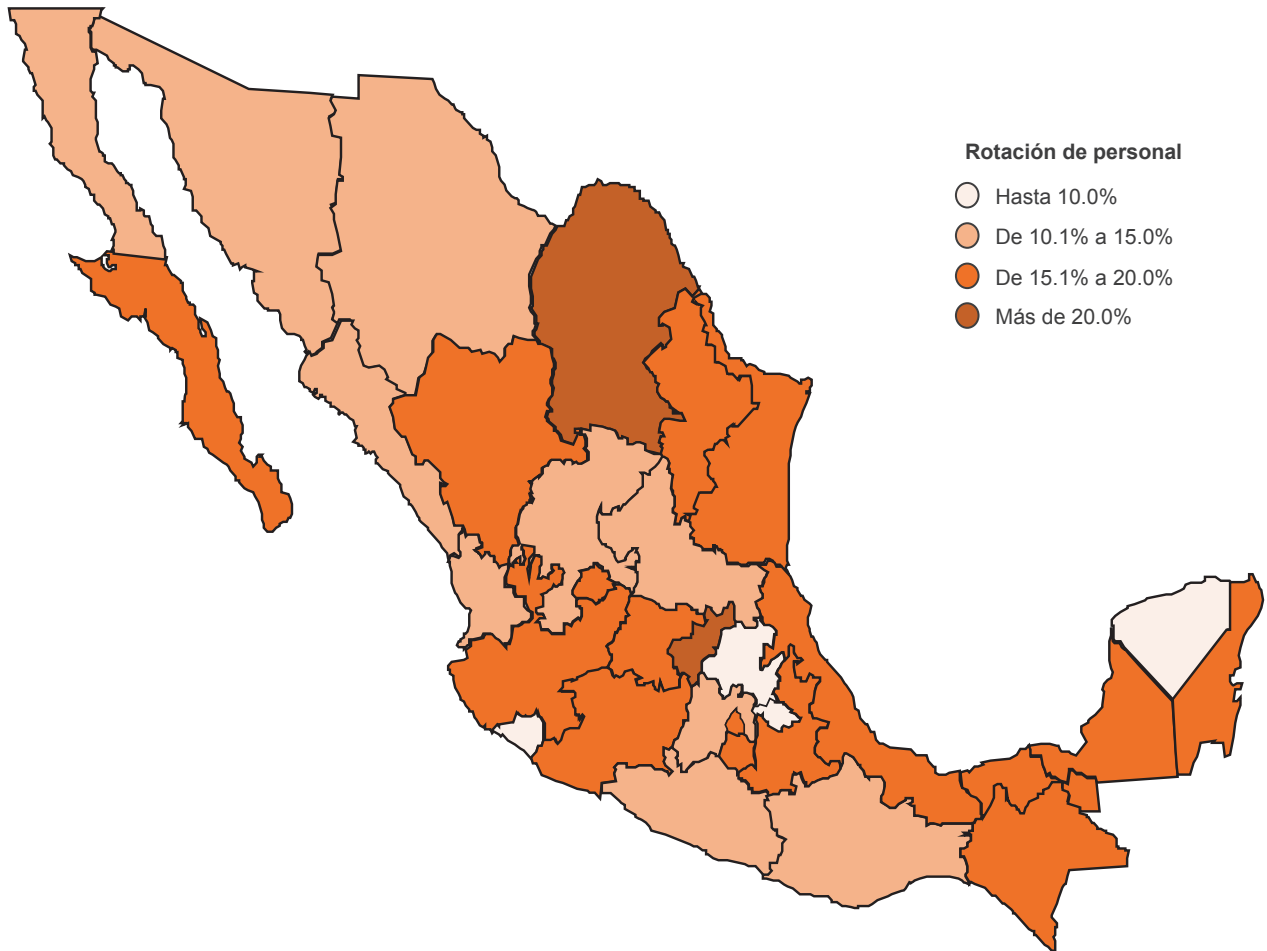 Rotación de personal
Hasta 10.0%
De 10.1% a 15.0%
De 15.1% a 20.0%
Más de 20.0%